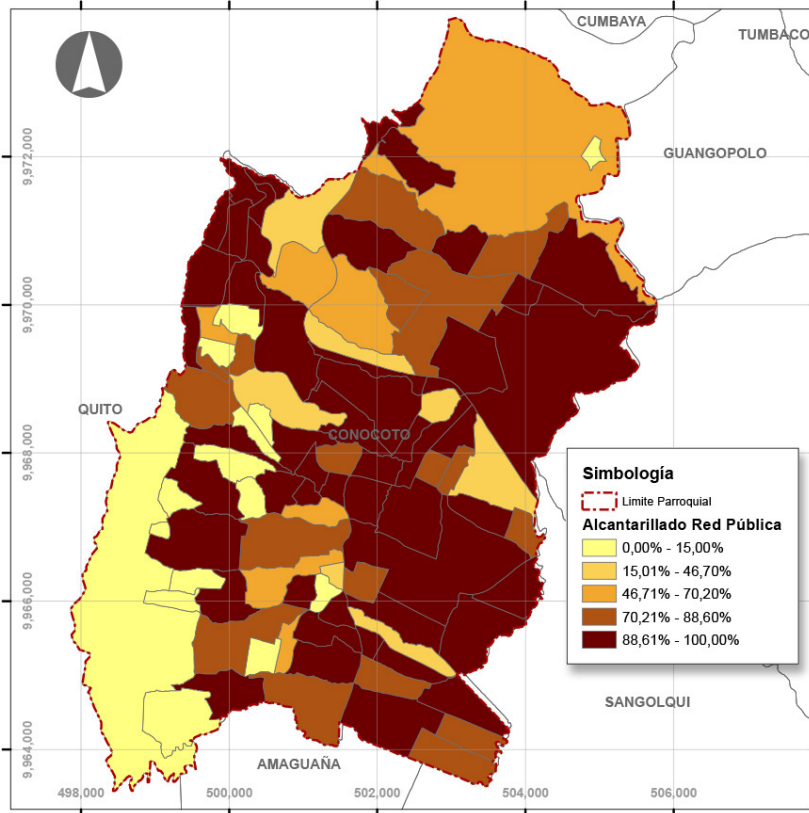 CUMBAYA
TUMBACO
GUANGOPOLO
9,972,000
9,970,000
QUITO
CONOCOTO
9,968,000
Simbología
Limite Parroquial
Alcantarillado Red Pública
0,00% - 15,00%
15,01% - 46,70%
46,71% - 70,20%
70,21% - 88,60%
88,61% - 100,00%
9,966,000
SANGOLQUI
9,964,000
AMAGUAÑA
498,000
500,000
502,000
504,000
506,000